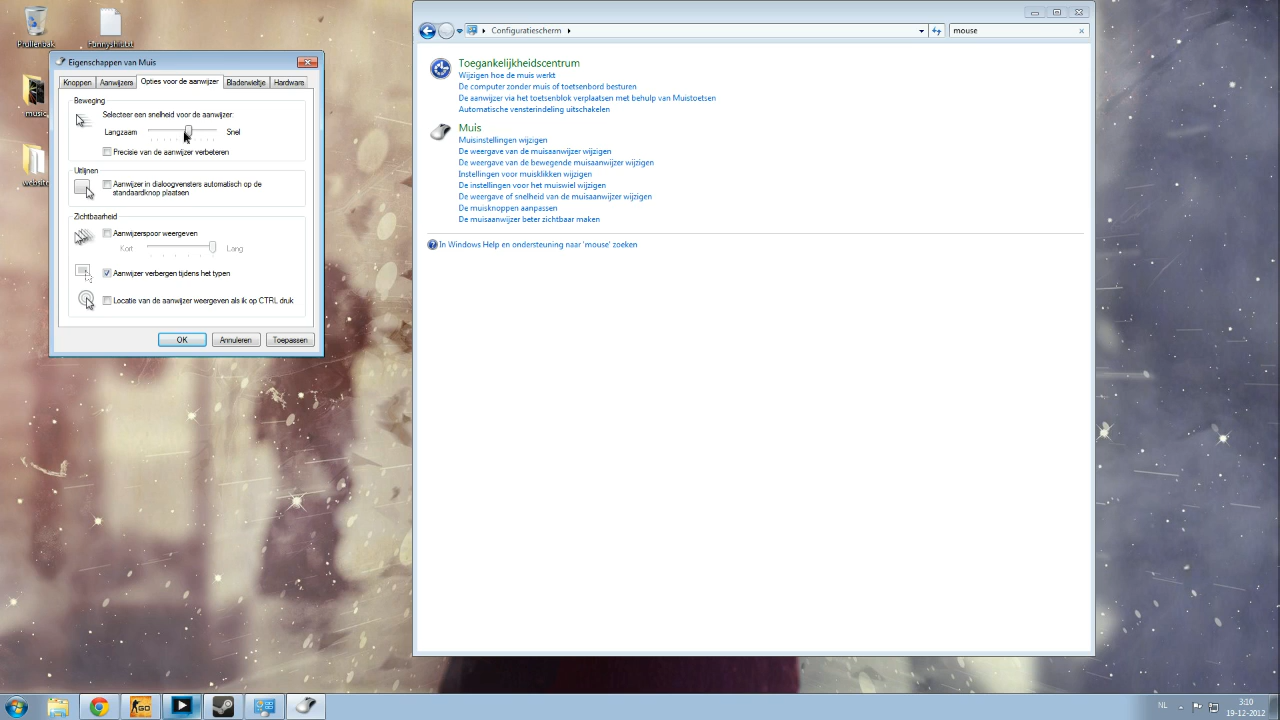 Prullenbak
Funnyshit.txt
music
Eigenschappen van Muis
Knoppen
Aanwijzers
Opties voor de aanwijzer
Bladerwieltje
Hardware
Beweging
Selecteer een snelheid voor de aanwijzer:
Langzaam
Snel
Precisie van de aanwijzer verbeteren
Uitlijnen
Aanwijzer in dialoogvensters automatisch op de
standaardknop plaatsen
Zichtbaarheid
Aanwijzerspoor weergeven
Kort
Lang
Aanwijzer verbergen tijdens het typen
Locatie van de aanwijzer weergeven als ik op CTRL druk
OK
Annuleren
Toepassen
Configuratiescherm
mouse
Toegankelijkheidscentrum
Wijzigen hoe de muis werkt
De computer zonder muis of toetsenbord besturen
De aanwijzer via het toetsenblok verplaatsen met behulp van Muistoetsen
Automatische vensterindeling uitschakelen
Muis
Muisinstellingen wijzigen
De weergave van de muisaanwijzer wijzigen
De weergave van de bewegende muisaanwijzer wijzigen
Instellingen voor muisklikken wijzigen
De instellingen voor het muiswiel wijzigen
De weergave of snelheid van de muisaanwijzer wijzigen
De muisknoppen aanpassen
De muisaanwijzer beter zichtbaar maken
In Windows Help en ondersteuning naar 'mouse' zoeken
GO
NL
3:10
19-12-2012